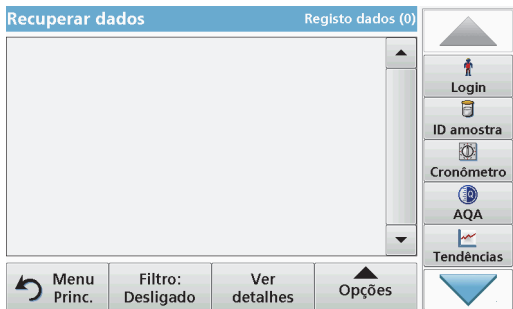 Recuperar dados
Registo dados (0)
Login
ID amostra
Cronômetro
AQA
Tendências
Menu
Princ.
Filtro:
Desligado
Ver
detalhes
Opções